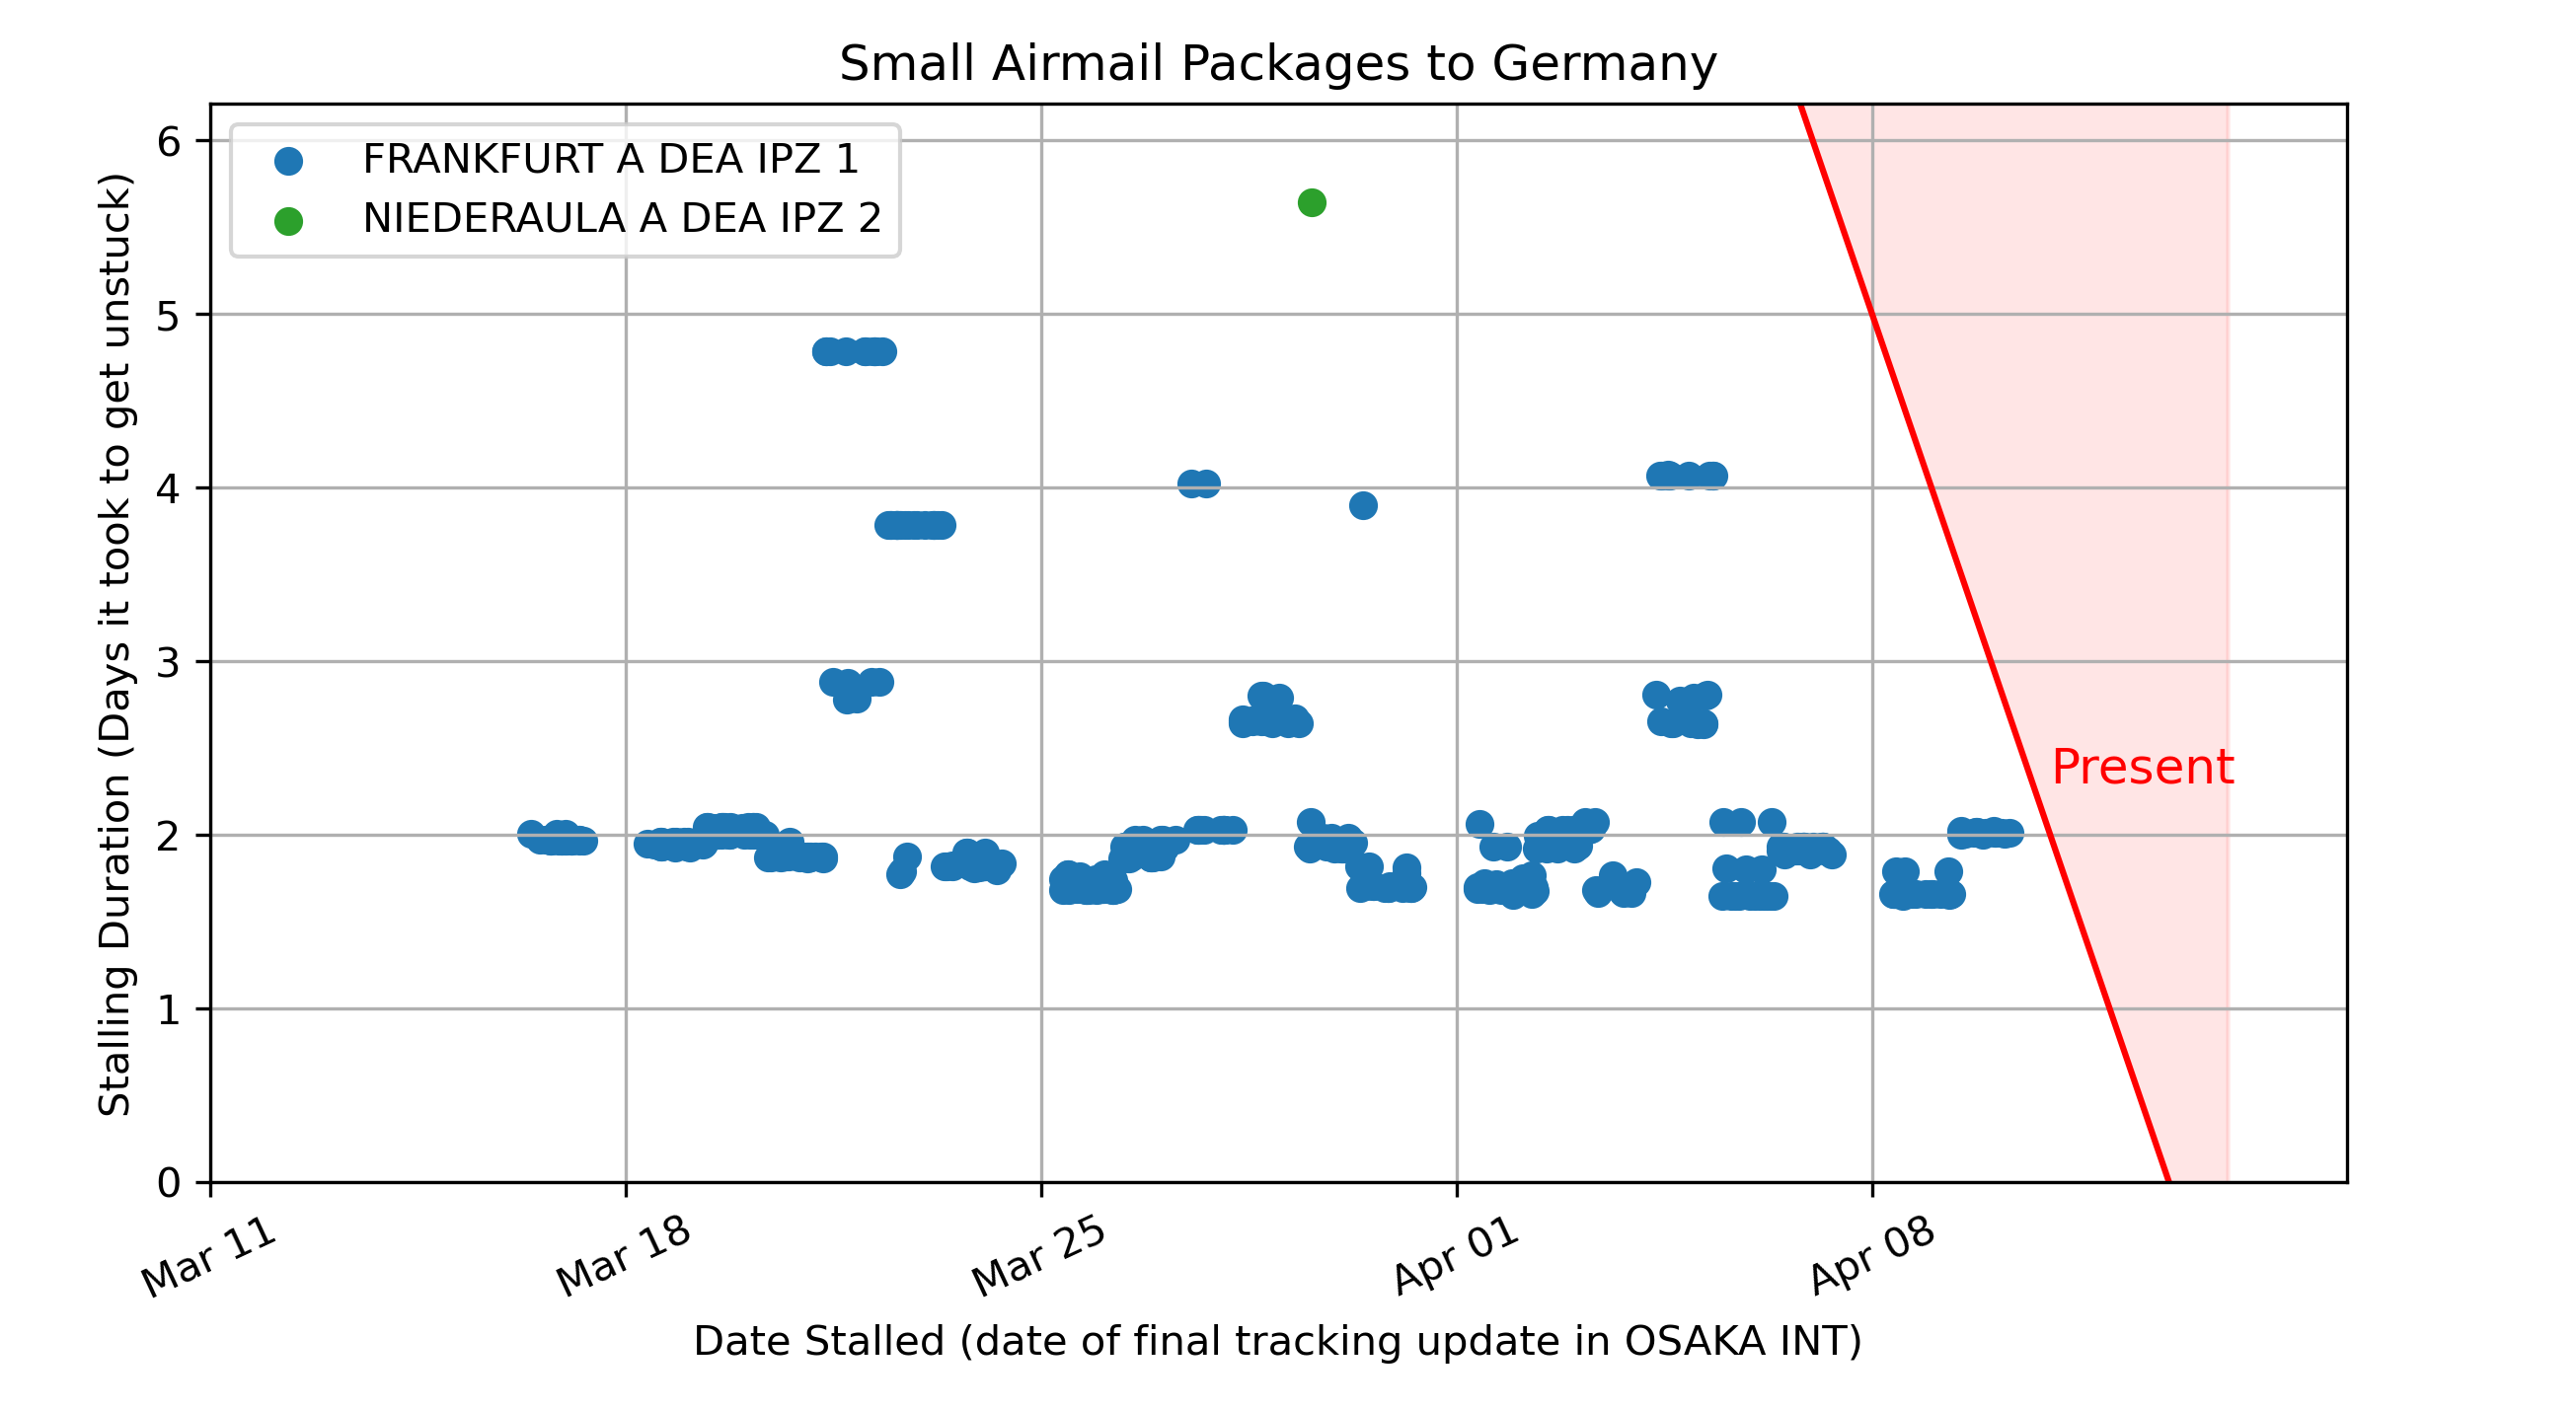 Small Airmail Packages to Germany
FRANKFURT A DEA IPZ 1
NIEDERAULA A DEA IPZ 2
Stalling Duration (Days it took to get unstuck)
6
5
4
3
2
1
0
Present
Mar 11
Mar 18
Mar 25
Apr 01
Apr 08
Date Stalled (date of final tracking update in OSAKA INT)